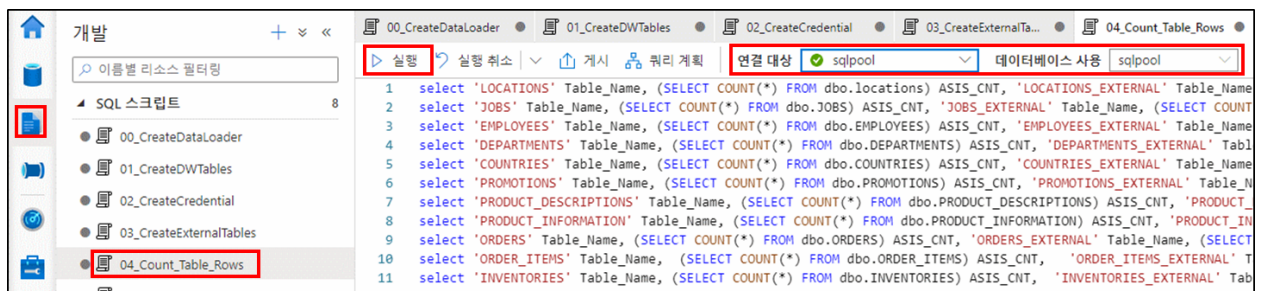 개발
이름별 리소스 필터링
SQL 스크립트 8
00_CreateDataLoader
01_CreateDWTables
02_CreateCredential
03_CreateExternalTables
04_Count_Table_Rows
00_CreateDataLoader 01_CreateDWTables 02_CreateCredential 03_CreateExternalTa... 04_Count_Table_Rows
실행 실행 취소 게시 쿼리 계획 연결 대상 sqlpool 데이터베이스 사용 sqlpool
1 select 'LOCATIONS' Table_Name, (SELECT COUNT(*) FROM dbo.locations) ASIS_CNT, 'LOCATIONS_EXTERNAL' Table_Name
2 select 'JOBS' Table_Name, (SELECT COUNT(*) FROM dbo.JOBS) ASIS_CNT, 'JOBS_EXTERNAL' Table_Name, (SELECT COUNT
3 select 'EMPLOYEES' Table_Name, (SELECT COUNT(*) FROM dbo.EMPLOYEES) ASIS_CNT, 'EMPLOYEES_EXTERNAL' Table_Name
4 select 'DEPARTMENTS' Table_Name, (SELECT COUNT(*) FROM dbo.DEPARTMENTS) ASIS_CNT, 'DEPARTMENTS_EXTERNAL' Tabl
5 select 'COUNTRIES' Table_Name, (SELECT COUNT(*) FROM dbo.COUNTRIES) ASIS_CNT, 'COUNTRIES_EXTERNAL' Table_Name
6 select 'PROMOTIONS' Table_Name, (SELECT COUNT(*) FROM dbo.PROMOTIONS) ASIS_CNT, 'PROMOTIONS_EXTERNAL' Table_N
7 select 'PRODUCT_DESCRIPTIONS' Table_Name, (SELECT COUNT(*) FROM dbo.PRODUCT_DESCRIPTIONS) ASIS_CNT, 'PRODUCT_
8 select 'PRODUCT_INFORMATION' Table_Name, (SELECT COUNT(*) FROM dbo.PRODUCT_INFORMATION) ASIS_CNT, 'PRODUCT_IN
9 select 'ORDERS' Table_Name, (SELECT COUNT(*) FROM dbo.ORDERS) ASIS_CNT, 'ORDERS_EXTERNAL' Table_Name, (SELECT
10 select 'ORDER_ITEMS' Table_Name, (SELECT COUNT(*) FROM dbo.ORDER_ITEMS) ASIS_CNT, 'ORDER_ITEMS_EXTERNAL' T
11 select 'INVENTORIES' Table_Name, (SELECT COUNT(*) FROM dbo.INVENTORIES) ASIS_CNT, 'INVENTORIES_EXTERNAL' Tab